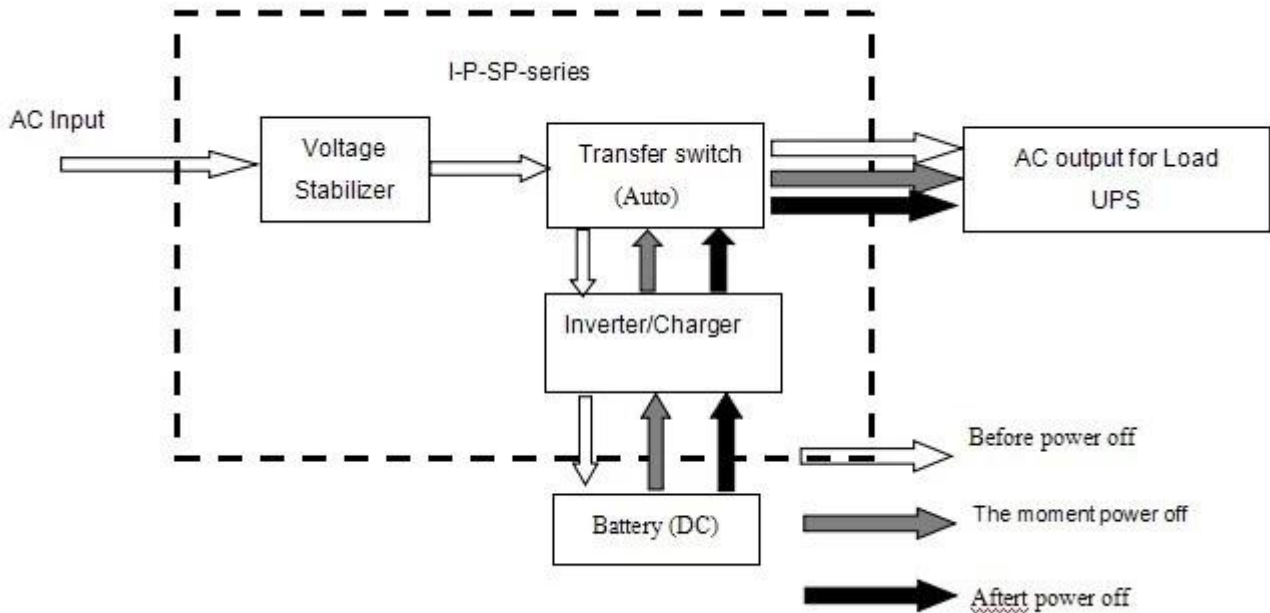 I-P-SP-series
AC Input
Voltage
Stabilizer
Transfer switch
(Auto)
AC output for Load
UPS
Inverter/Charger
Battery (DC)
Before power off
The moment power off
Aftert power off